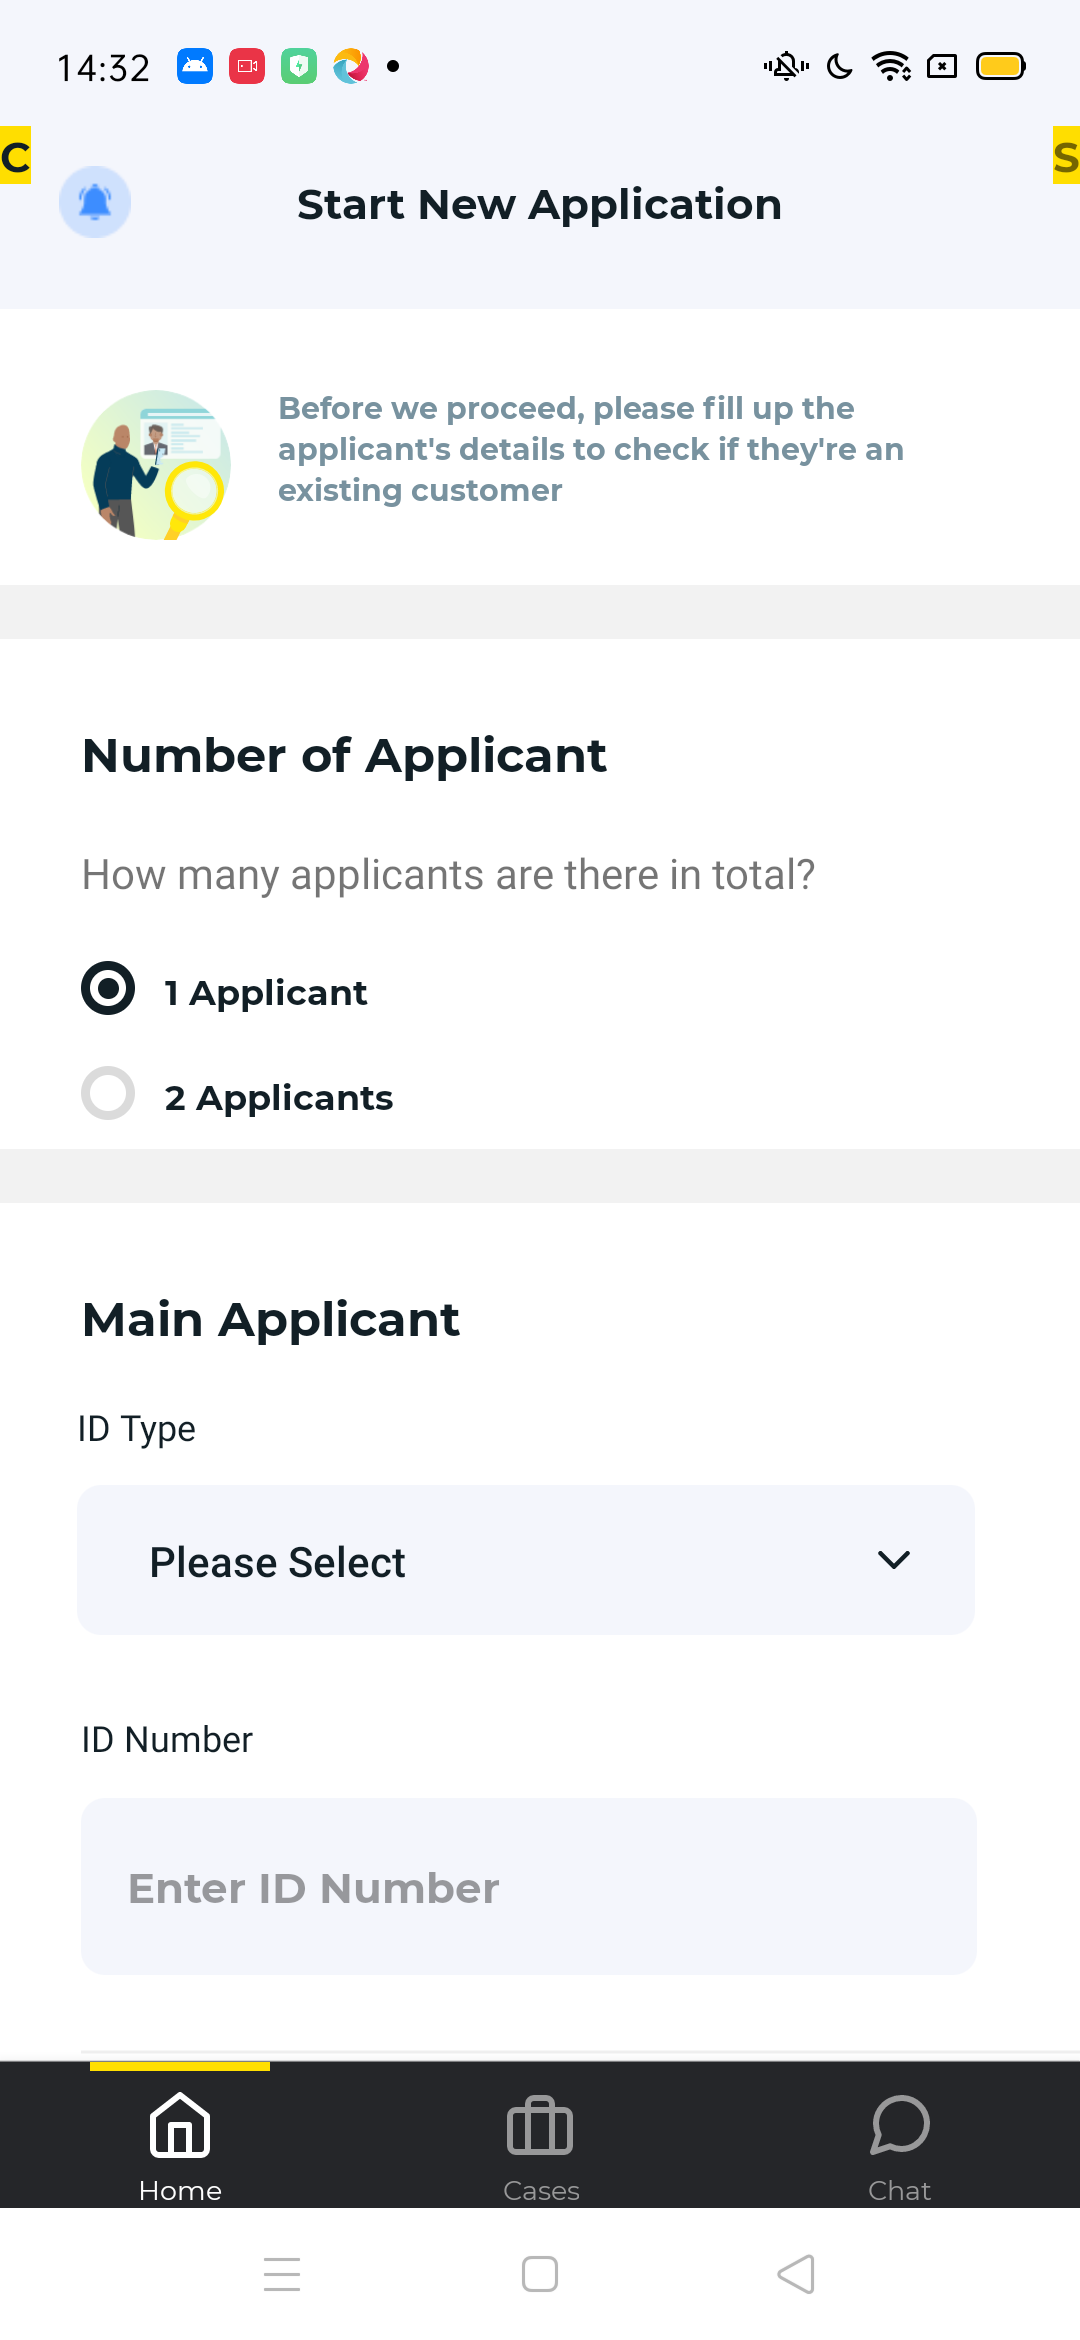 14:32
C
S
Start New Application
Before we proceed, please fill up the
applicant's details to check if they're an
existing customer
Number of Applicant
How many applicants are there in total?
1 Applicant
2 Applicants
Main Applicant
ID Type
Please Select
ID Number
Enter ID Number
Home
Cases
Chat